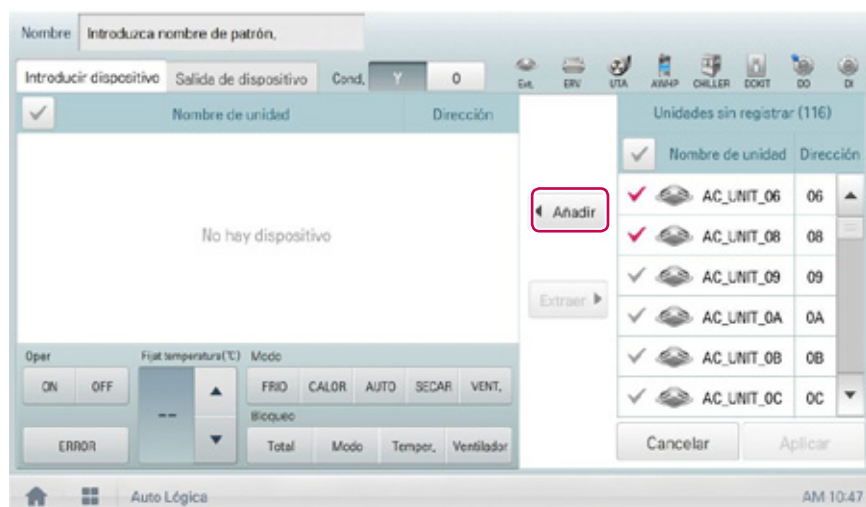 Nombre Introduzca nombre de patrón.
Introducir dispositivo Salida de dispositivo Cond. Y O
Ext. ERV UTA AWHP CHILLER DOKIT DO DI
Nombre de unidad Dirección
No hay dispositivo
Añadir
Extraer
Unidades sin registrar (116)
Nombre de unidad Dirección
AC_UNIT_06 06
AC_UNIT_08 08
AC_UNIT_09 09
AC_UNIT_0A 0A
AC_UNIT_0B 0B
AC_UNIT_0C 0C
Oper Fijat temperatura(℃) Modo
ON OFF -- FRIO CALOR AUTO SECAR VENT.
Bloqueo
ERROR Total Modo Temper. Ventilador
Cancelar Aplicar
Auto Lógica AM 10:47